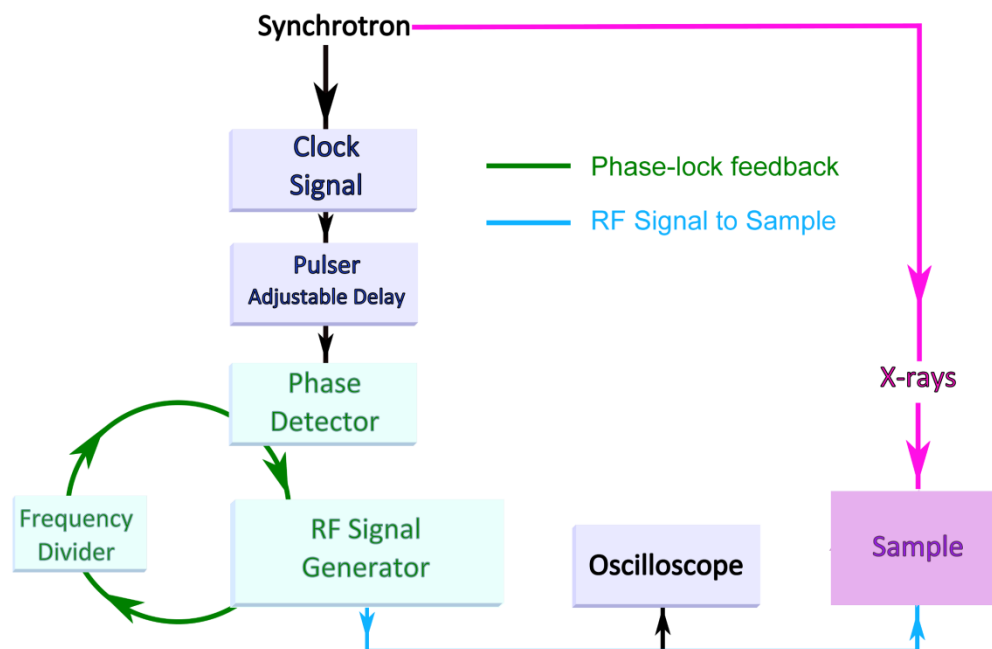 Synchrotron
Clock
Signal
Phase-lock feedback
RF Signal to Sample
Pulser
Adjustable Delay
Phase
Detector
X-rays
Frequency
Divider
RF Signal
Generator
Oscilloscope
Sample